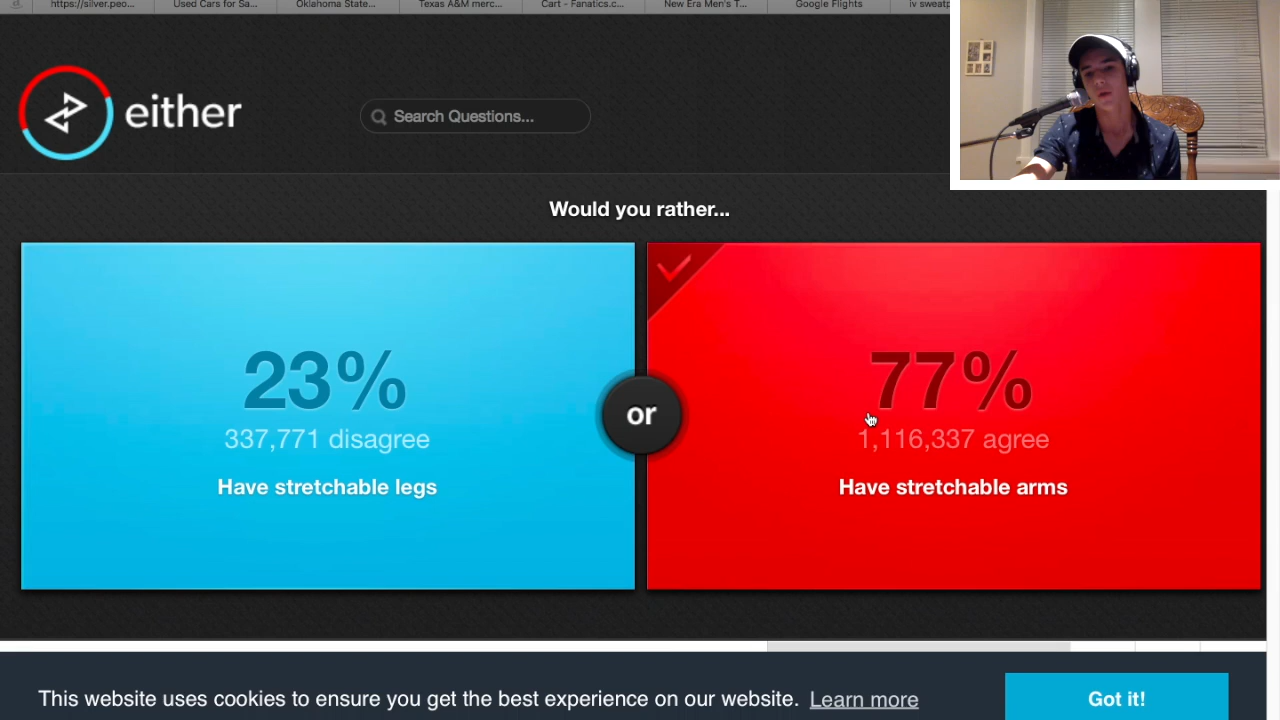 https://silver.peo... Used Cars for Sa... Oklahoma State... Texas A&M merc... Cart - Fanatics.c... New Era Men's T... Google Flights iv sweatp
either
Search Questions...
Would you rather...
23%
337,771 disagree
Have stretchable legs
or
77%
1,116,337 agree
Have stretchable arms
This website uses cookies to ensure you get the best experience on our website. Learn more
Got it!